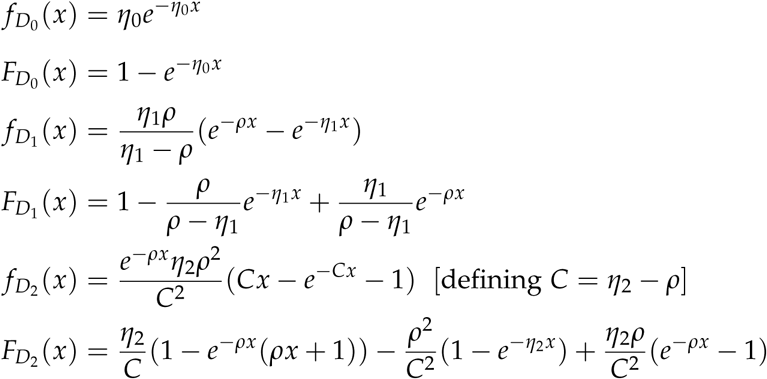 f_{D_0}(x) = η_0 e^{-η_0 x}
F_{D_0}(x) = 1 − e^{-η_0 x}
f_{D_1}(x) = \frac{η_1 ρ}{η_1 − ρ}(e^{-ρx} − e^{-η_1 x})
F_{D_1}(x) = 1 − \frac{ρ}{ρ − η_1} e^{-η_1 x} + \frac{η_1}{ρ − η_1} e^{-ρx}
f_{D_2}(x) = \frac{e^{-ρx} η_2 ρ^2}{C^2}(Cx − e^{-Cx} − 1) [defining C = η_2 − ρ]
F_{D_2}(x) = \frac{η_2}{C}(1 − e^{-ρx}(ρx + 1)) − \frac{ρ^2}{C^2}(1 − e^{-η_2 x}) + \frac{η_2 ρ}{C^2}(e^{-ρx} − 1)